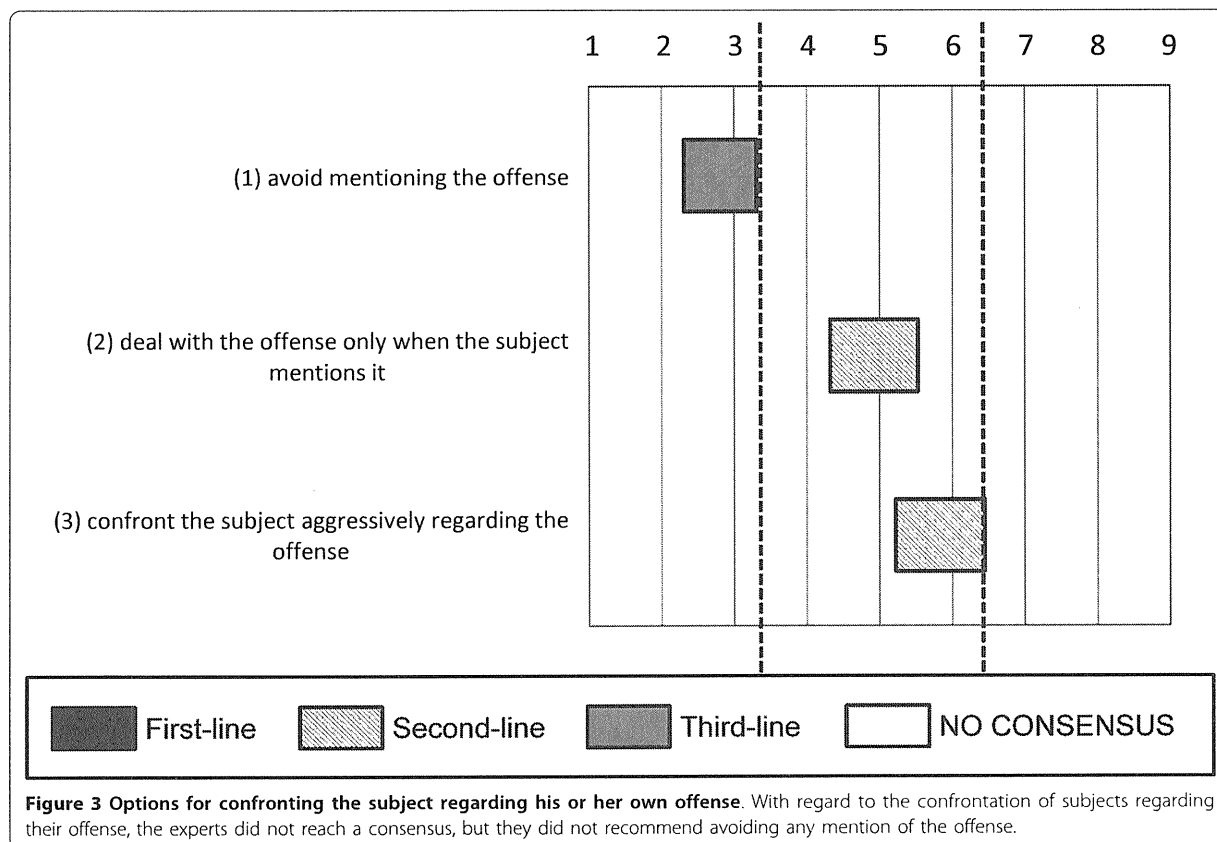 1 2 3 4 5 6 7 8 9
(1) avoid mentioning the offense
(2) deal with the offense only when the subject
mentions it
(3) confront the subject aggressively regarding the
offense
First-line Second-line Third-line NO CONSENSUS
Figure 3 Options for confronting the subject regarding his or her own offense. With regard to the confrontation of subjects regarding
their offense, the experts did not reach a consensus, but they did not recommend avoiding any mention of the offense.